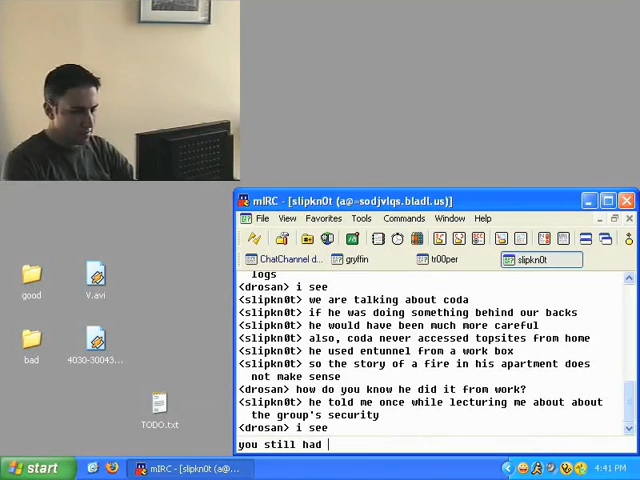 mIRC - [slipkn0t (a@=sodjvlqs.bladl.us)]
File View Favorites Tools Commands Window Help
ChatChannel d... gryffin tr00per slipkn0t
logs
<drosan> i see
<slipkn0t> we are talking about coda
<slipkn0t> if he was doing something behind our backs
<slipkn0t> he would have been much more careful
<slipkn0t> also, coda never accessed topsites from home
<slipkn0t> he used entunnel from a work box
<slipkn0t> so the story of a fire in his apartment does
not make sense
<drosan> how do you know he did it from work?
<slipkn0t> he told me once while lecturing me about about
the group's security
<drosan> i see
you still had
good
V.avi
bad
4030-30043...
TODO.txt
start
mIRC - [slipkn0t (a@...
4:41 PM